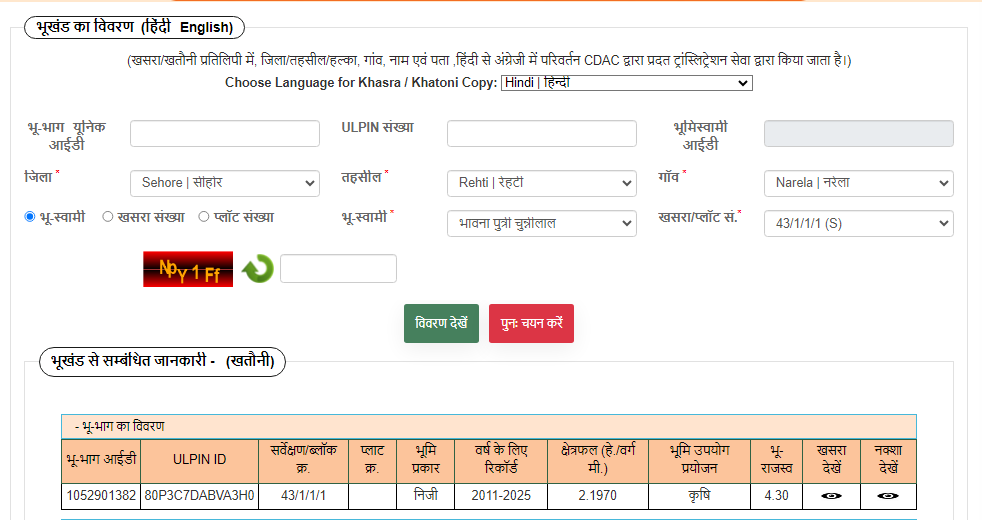 भूखंड का विवरण (हिंदी English)
(खसरा/खतौनी प्रतिलिपी में, जिला/तहसील/हल्का, गांव, नाम एवं पता ,हिंदी से अंग्रेजी में परिवर्तन CDAC द्वारा प्रदत ट्रांस्लिट्रेशन सेवा द्वारा किया जाता है।)
Choose Language for Khasra / Khatoni Copy: Hindi | हिन्दी
भू-भाग यूनिक आईडी ULPIN संख्या भूमिस्वामी आईडी
जिला * Sehore | सीहोर तहसील * Rehti | रेहटी गाँव * Narela | नरेला
भू-स्वामी खसरा संख्या प्लॉट संख्या भू-स्वामी * भावना पुत्री चुन्नीलाल खसरा/प्लॉट सं.* 43/1/1/1 (S)
NpY1Ff
विवरण देखें पुनः चयन करें
भूखंड से सम्बंधित जानकारी - (खतौनी)
- भू-भाग का विवरण
भू-भाग आईडी ULPIN ID सर्वेक्षण/ब्लॉक क्र. प्लाट क्र. भूमि प्रकार वर्ष के लिए रिकॉर्ड क्षेत्रफल (हे./वर्ग मी.) भूमि उपयोग प्रयोजन भू-राजस्व खसरा देखें नक्शा देखें
1052901382 80P3C7DABVA3H0 43/1/1/1 निजी 2011-2025 2.1970 कृषि 4.30